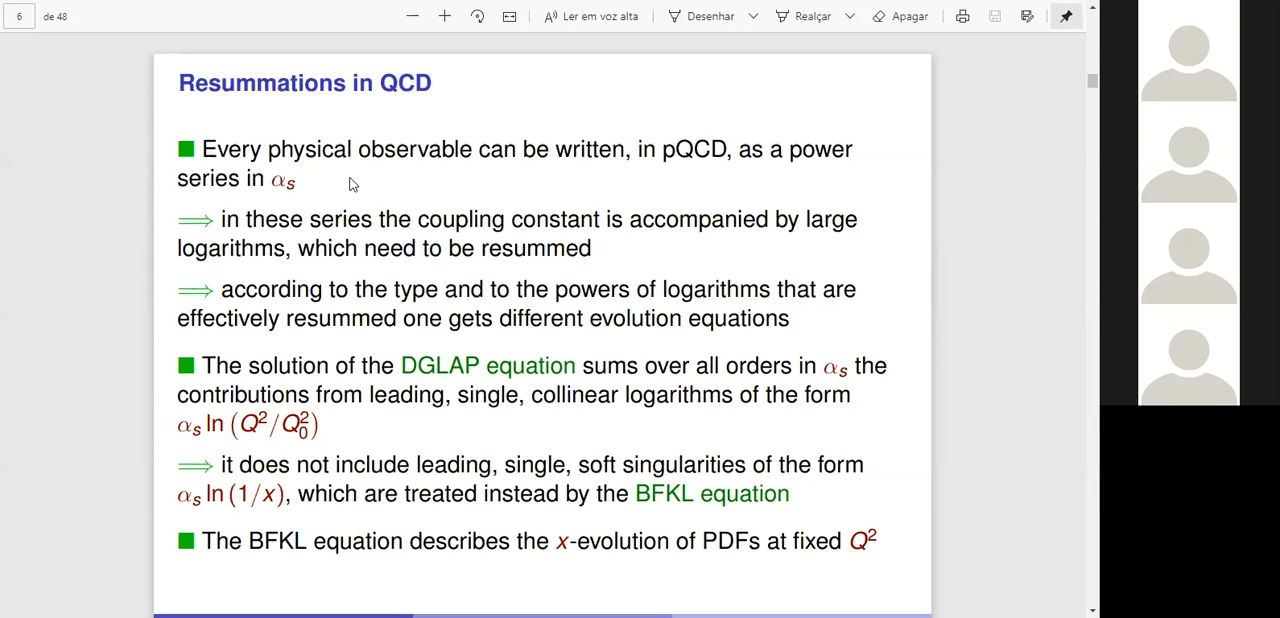 6 de 48 Ler em voz alta Desenhar Realçar Apagar
Resummations in QCD
■ Every physical observable can be written, in pQCD, as a power
series in αs
⟹ in these series the coupling constant is accompanied by large
logarithms, which need to be resummed
⟹ according to the type and to the powers of logarithms that are
effectively resummed one gets different evolution equations
■ The solution of the DGLAP equation sums over all orders in αs the
contributions from leading, single, collinear logarithms of the form
αs ln (Q²/Q₀²)
⟹ it does not include leading, single, soft singularities of the form
αs ln (1/x), which are treated instead by the BFKL equation
■ The BFKL equation describes the x-evolution of PDFs at fixed Q²